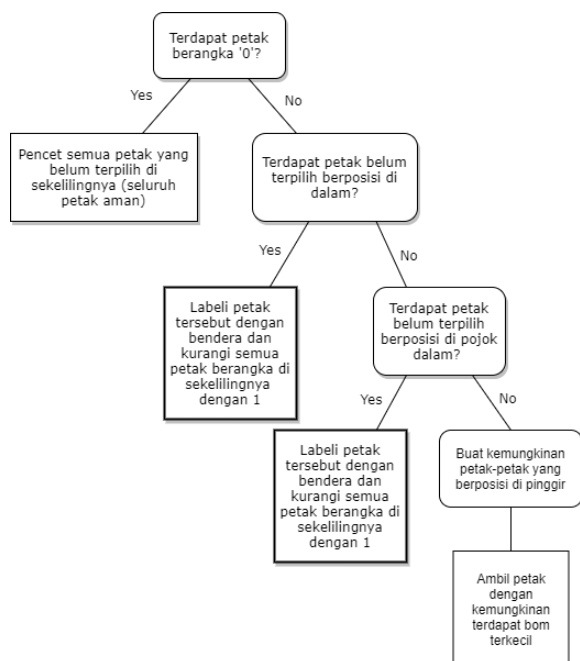 Terdapat petak
berangka '0'?
Yes
No
Pencet semua petak yang
belum terpilih di
sekelilingnya (seluruh
petak aman)
Terdapat petak belum
terpilih berposisi di
dalam?
Yes
No
Labeli petak
tersebut dengan
bendera dan
kurangi semua
petak berangka di
sekelilingnya
dengan 1
Terdapat petak
belum terpilih
berposisi di pojok
dalam?
Yes
No
Labeli petak
tersebut dengan
bendera dan
kurangi semua
petak berangka di
sekelilingnya
dengan 1
Buat kemungkinan
petak-petak yang
berposisi di pinggir
Ambil petak
dengan
kemungkinan
terdapat bom
terkecil